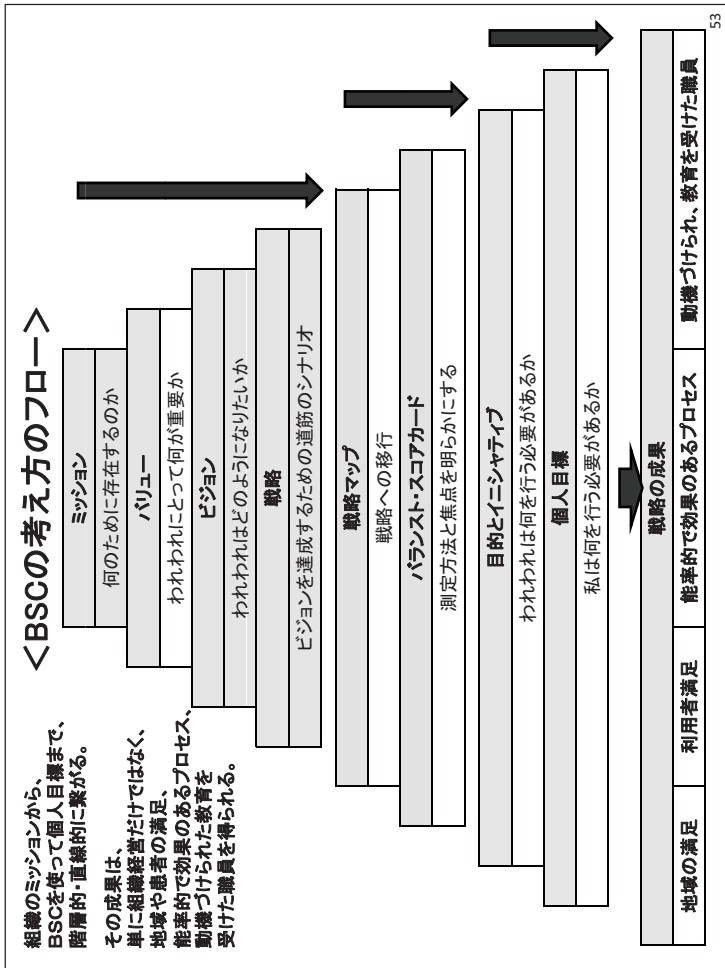 ＜BSCの考え方のフロー＞
組織のミッションから、
BSCを使って個人目標まで、
階層的・直線的に繋がる。
その成果は、
単に組織経営だけではなく、
地域や患者の満足、
能率的で効果のあるプロセス、
動機づけられた教育を
受けた職員を得られる。
ミッション
何のために存在するのか
バリュー
われわれにとって何が重要か
ビジョン
われわれはどのようになりたいか
戦略
ビジョンを達成するための道筋のシナリオ
戦略マップ
戦略への移行
バランスト・スコアカード
測定方法と焦点を明らかにする
目的とイニシャティブ
われわれは何を行う必要があるか
個人目標
私は何を行う必要があるか
戦略の成果
地域の満足
利用者満足
能率的で効果のあるプロセス
動機づけられ、教育を受けた職員
53